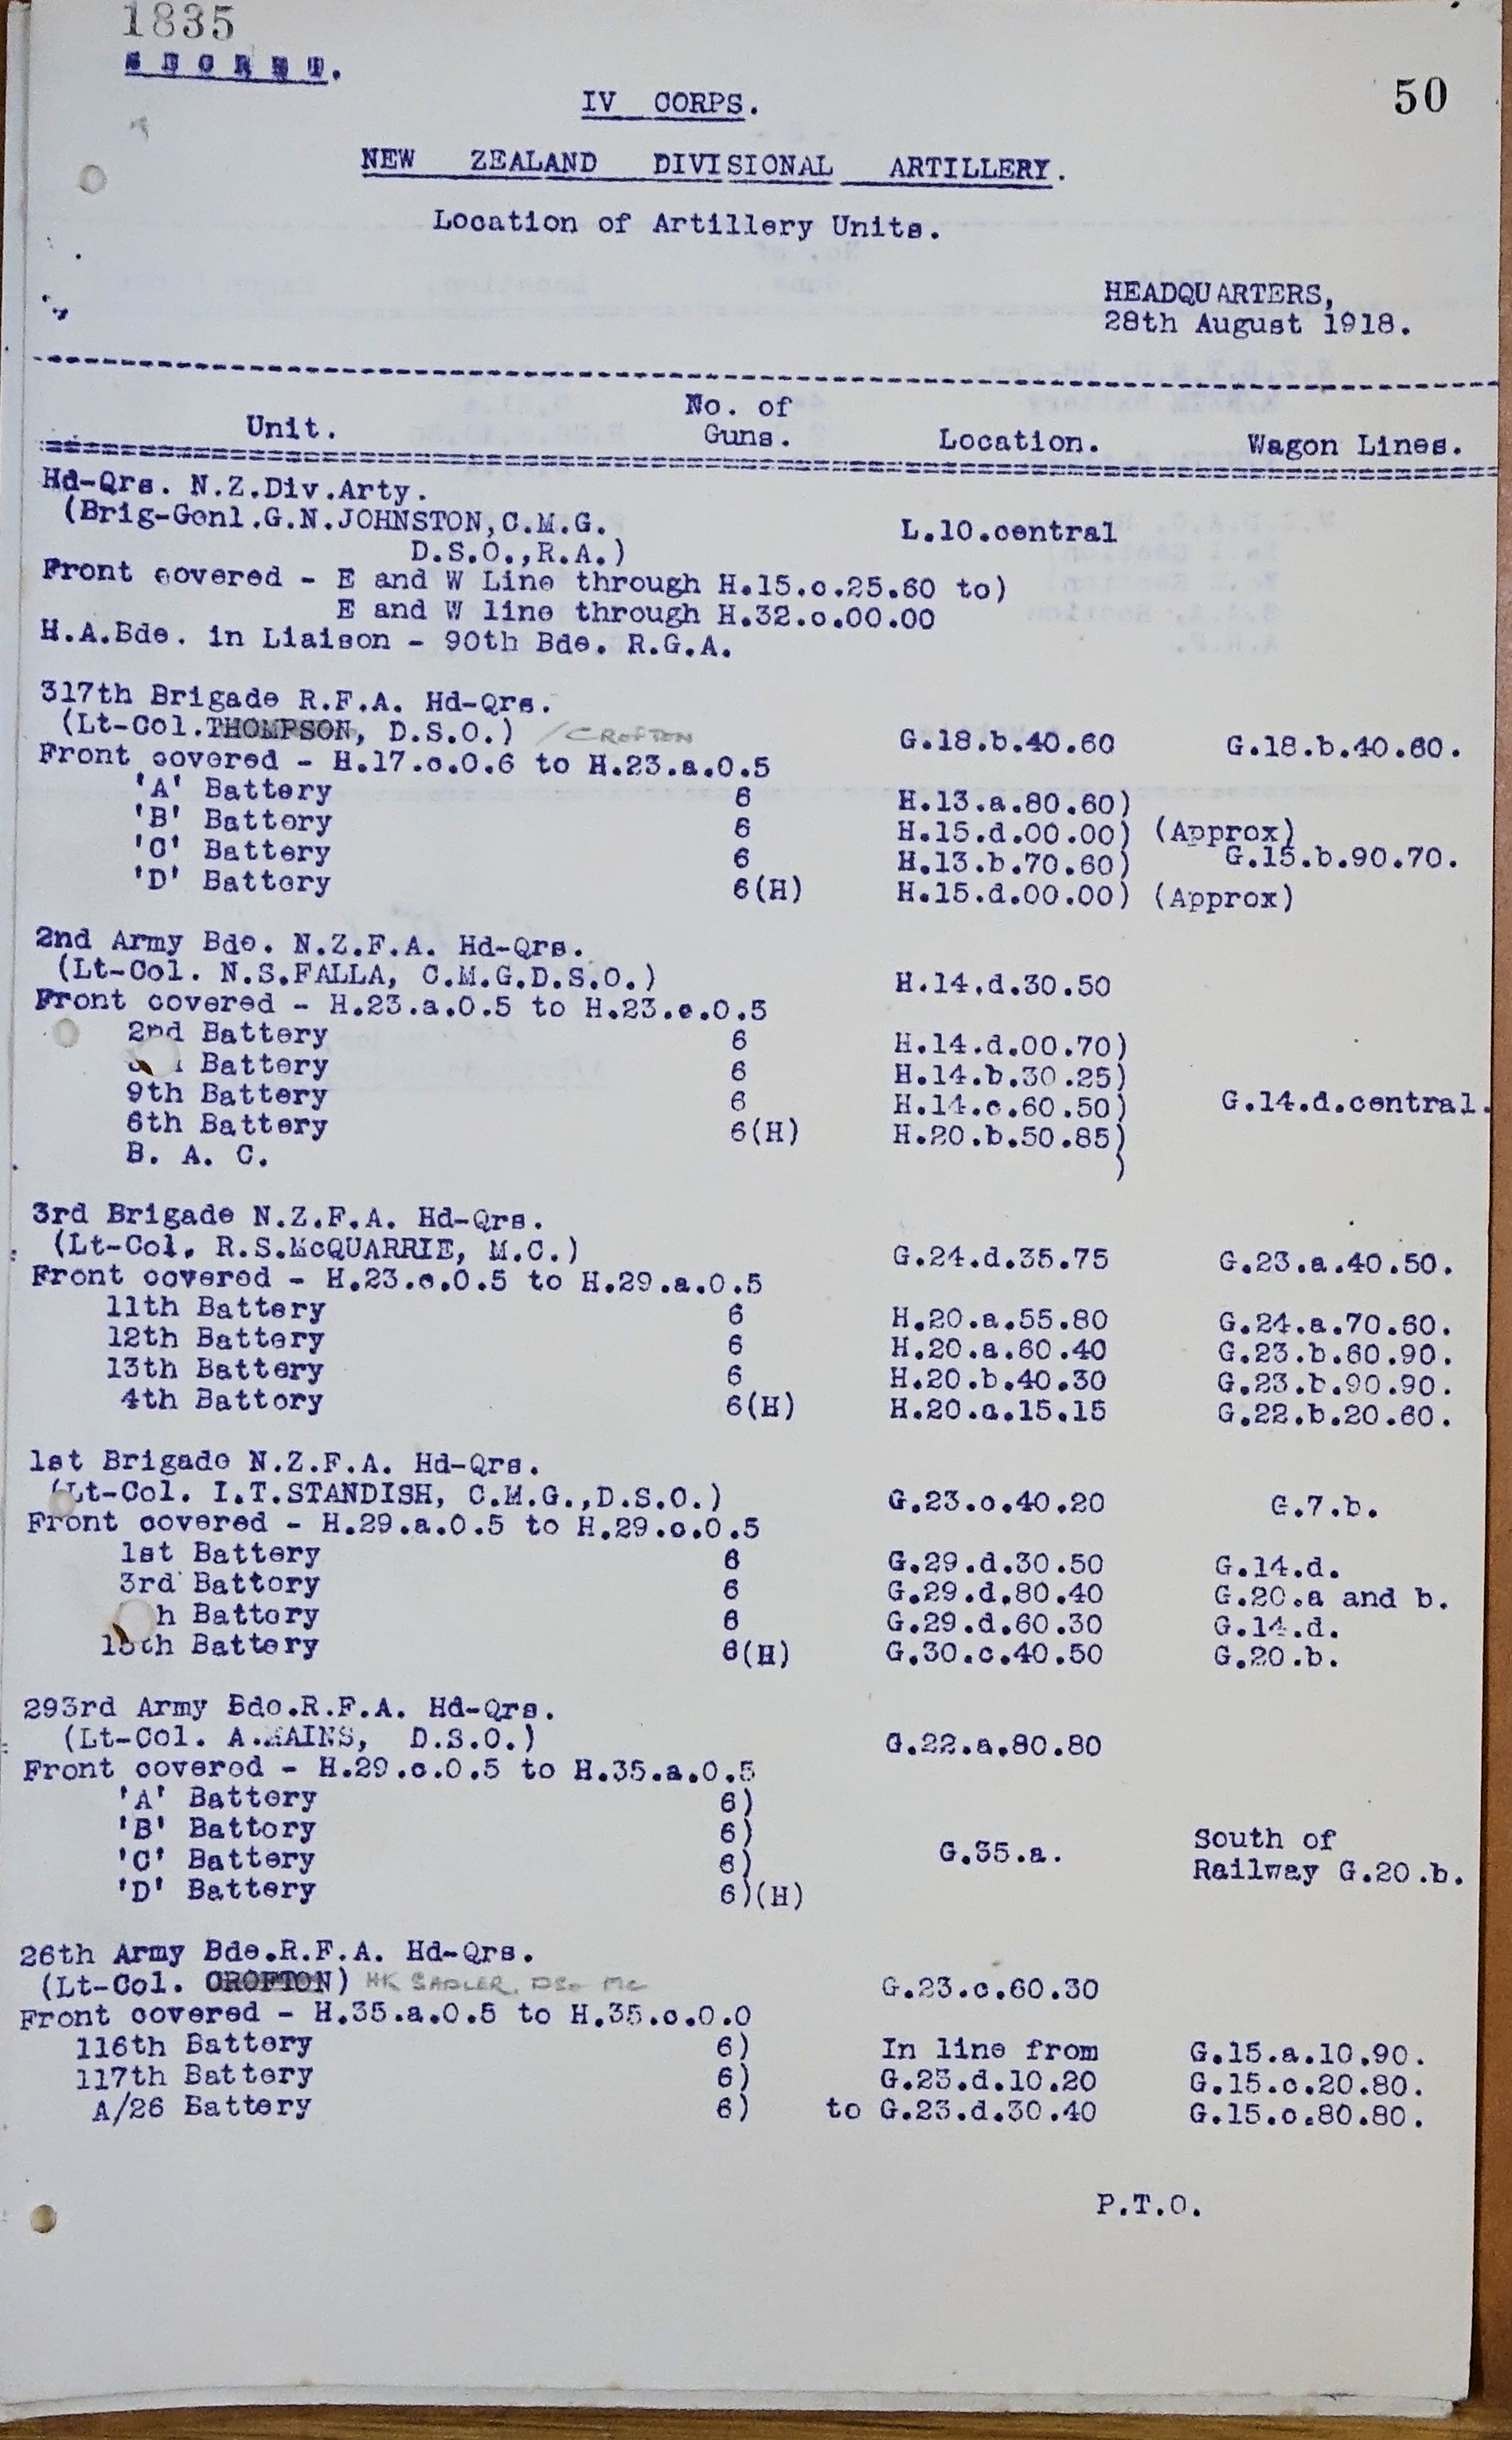 1835
SECRET.
50
IV CORPS.
NEW ZEALAND DIVISIONAL ARTILLERY.
Location of Artillery Units.
HEADQUARTERS,
28th August 1918.
Unit. No. of Guns. Location. Wagon Lines.
Hd-Qrs. N.Z.Div.Arty.
(Brig-Genl.G.N.JOHNSTON,C.M.G. L.10.central
D.S.O.,R.A.)
Front covered - E and W Line through H.15.c.25.60 to)
E and W line through H.32.c.00.00
H.A.Bde. in Liaison - 90th Bde. R.G.A.
317th Brigade R.F.A. Hd-Qrs.
(Lt-Col.THOMPSON, D.S.O.) /CROFTON G.18.b.40.60 G.18.b.40.60.
Front covered - H.17.c.0.6 to H.23.a.0.5
'A' Battery 6 H.13.a.80.60)
'B' Battery 6 H.15.d.00.00) (Approx)
'C' Battery 6 H.13.b.70.60) G.15.b.90.70.
'D' Battery 6(H) H.15.d.00.00) (Approx)
2nd Army Bde. N.Z.F.A. Hd-Qrs.
(Lt-Col. N.S.FALLA, C.M.G.D.S.O.) H.14.d.30.50
Front covered - H.23.a.0.5 to H.23.c.0.5
2nd Battery 6 H.14.d.00.70)
Battery 6 H.14.b.30.25)
9th Battery 6 H.14.c.60.50) G.14.d.central.
6th Battery 6(H) H.20.b.50.85)
B. A. C. )
3rd Brigade N.Z.F.A. Hd-Qrs.
(Lt-Col. R.S.McQUARRIE, M.C.) G.24.d.35.75 G.23.a.40.50.
Front covered - H.23.c.0.5 to H.29.a.0.5
11th Battery 6 H.20.a.55.80 G.24.a.70.60.
12th Battery 6 H.20.a.60.40 G.23.b.60.90.
13th Battery 6 H.20.b.40.30 G.23.b.90.90.
4th Battery 6(H) H.20.a.15.15 G.22.b.20.60.
1st Brigade N.Z.F.A. Hd-Qrs.
(Lt-Col. I.T.STANDISH, C.M.G.,D.S.O.) G.23.c.40.20 G.7.b.
Front covered - H.29.a.0.5 to H.29.c.0.5
1st Battery 6 G.29.d.30.50 G.14.d.
3rd Battery 6 G.29.d.80.40 G.20.a and b.
h Battery 6 G.29.d.60.30 G.14.d.
15th Battery 6(H) G.30.c.40.50 G.20.b.
293rd Army Bde.R.F.A. Hd-Qrs.
(Lt-Col. A.MAINS, D.S.O.) G.22.a.80.80
Front covered - H.29.c.0.5 to H.35.a.0.5
'A' Battery 6)
'B' Battery 6) South of
'C' Battery 6) G.35.a. Railway G.20.b.
'D' Battery 6)(H)
26th Army Bde.R.F.A. Hd-Qrs.
(Lt-Col. CROFTON) HK SADLER. DSO MC G.23.c.60.30
Front covered - H.35.a.0.5 to H.35.c.0.0
116th Battery 6) In line from G.15.a.10.90.
117th Battery 6) G.23.d.10.20 G.15.c.20.80.
A/26 Battery 6) to G.23.d.30.40 G.15.c.80.80.
P.T.O.